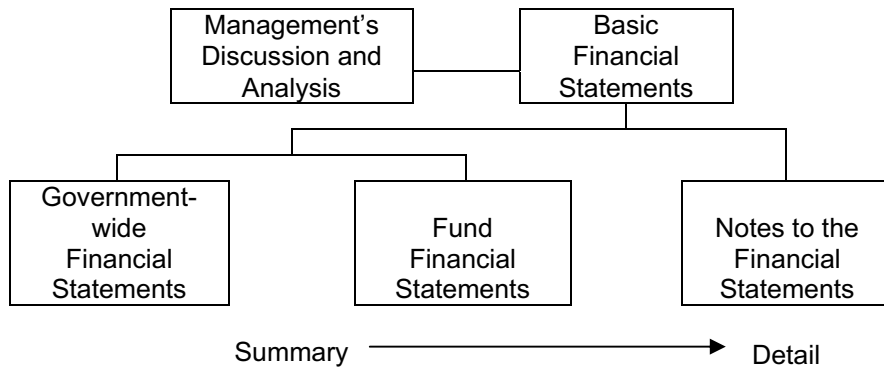 Management’s
Discussion and
Analysis
Basic
Financial
Statements
Government-
wide
Financial
Statements
Fund
Financial
Statements
Notes to the
Financial
Statements
Summary
Detail